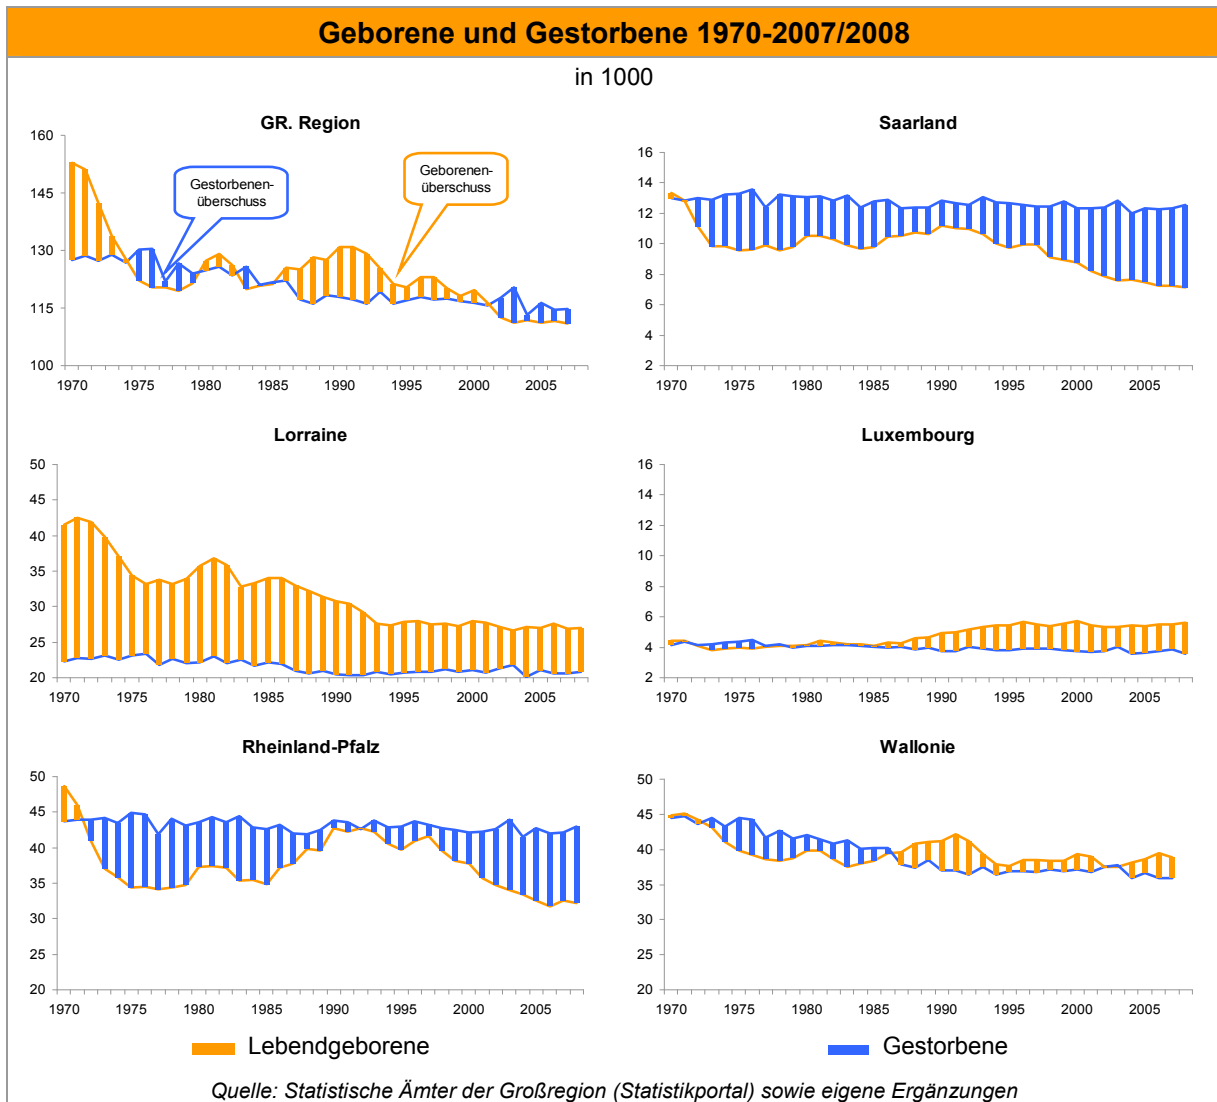 Geborene und Gestorbene 1970-2007/2008
in 1000
GR. Region
160
145
130
115
100
1970 1975 1980 1985 1990 1995 2000 2005
Gestorbenen-
überschuss
Geborenen-
überschuss
Saarland
16
14
12
10
8
6
4
2
1970 1975 1980 1985 1990 1995 2000 2005
Lorraine
50
45
40
35
30
25
20
1970 1975 1980 1985 1990 1995 2000 2005
Luxembourg
16
14
12
10
8
6
4
2
1970 1975 1980 1985 1990 1995 2000 2005
Rheinland-Pfalz
50
45
40
35
30
25
20
1970 1975 1980 1985 1990 1995 2000 2005
Wallonie
50
45
40
35
30
25
20
1970 1975 1980 1985 1990 1995 2000 2005
Lebendgeborene
Gestorbene
Quelle: Statistische Ämter der Großregion (Statistikportal) sowie eigene Ergänzungen